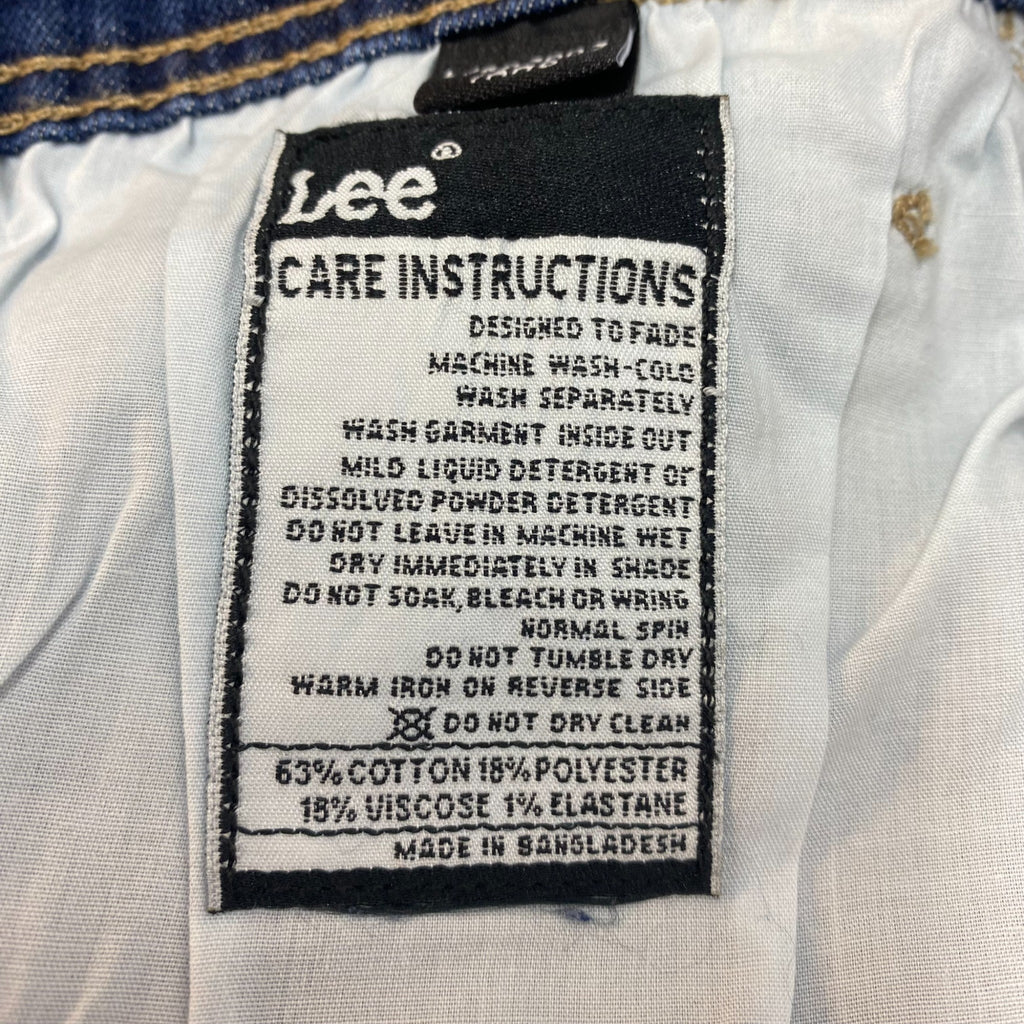 Lee®
CARE INSTRUCTIONS
DESIGNED TO FADE
MACHINE WASH-COLD
WASH SEPARATELY
WASH GARMENT INSIDE OUT
MILD LIQUID DETERGENT or
DISSOLVED POWDER DETERGENT
DO NOT LEAVE IN MACHINE WET
DRY IMMEDIATELY IN SHADE
DO NOT SOAK, BLEACH OR WRING
NORMAL SPIN
DO NOT TUMBLE DRY
WARM IRON ON REVERSE SIDE
DO NOT DRY CLEAN
63% COTTON 18% POLYESTER
18% VISCOSE 1% ELASTANE
MADE IN BANGLADESH